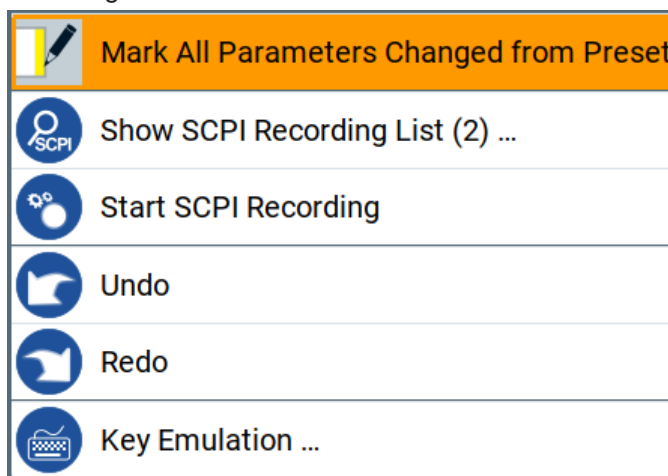 Mark All Parameters Changed from Preset
SCPI
Show SCPI Recording List (2) ...
Start SCPI Recording
Undo
Redo
Key Emulation ...